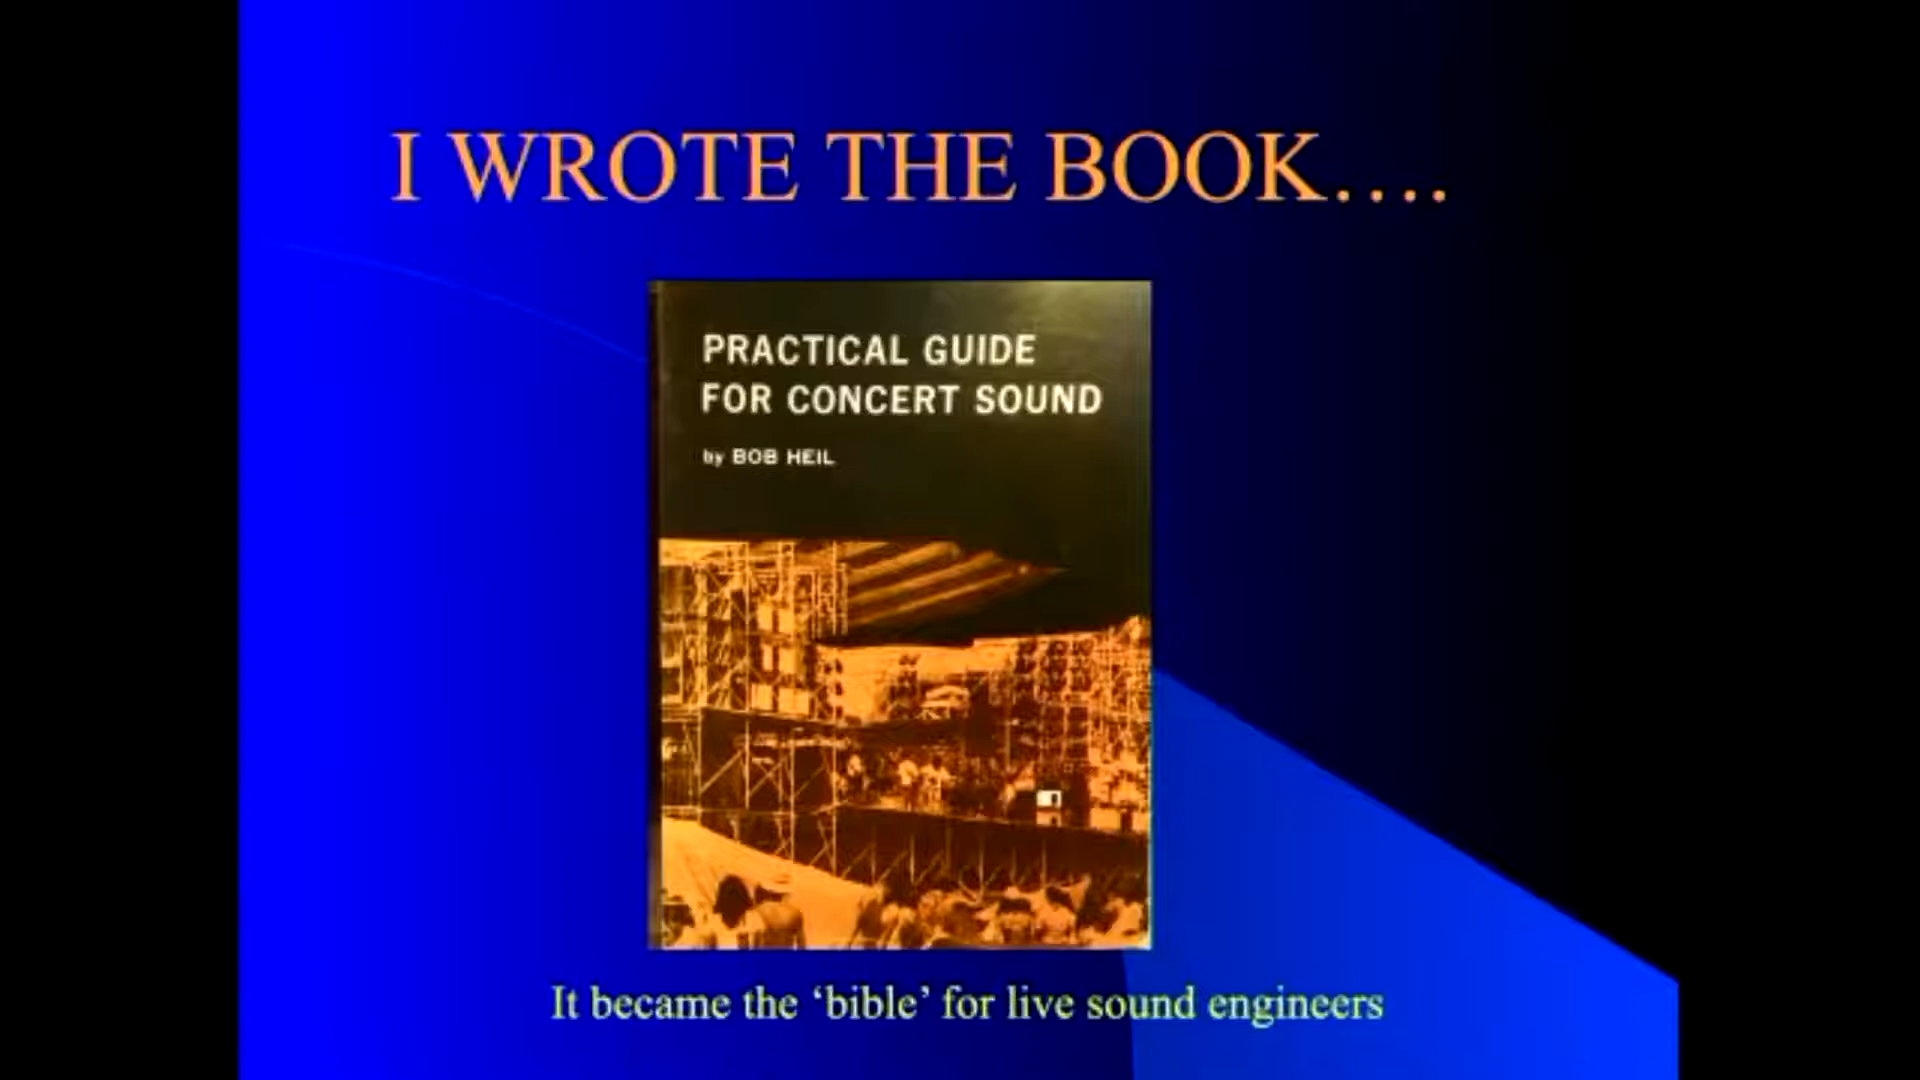 I WROTE THE BOOK....
PRACTICAL GUIDE
FOR CONCERT SOUND
by BOB HEIL
It became the ‘bible’ for live sound engineers